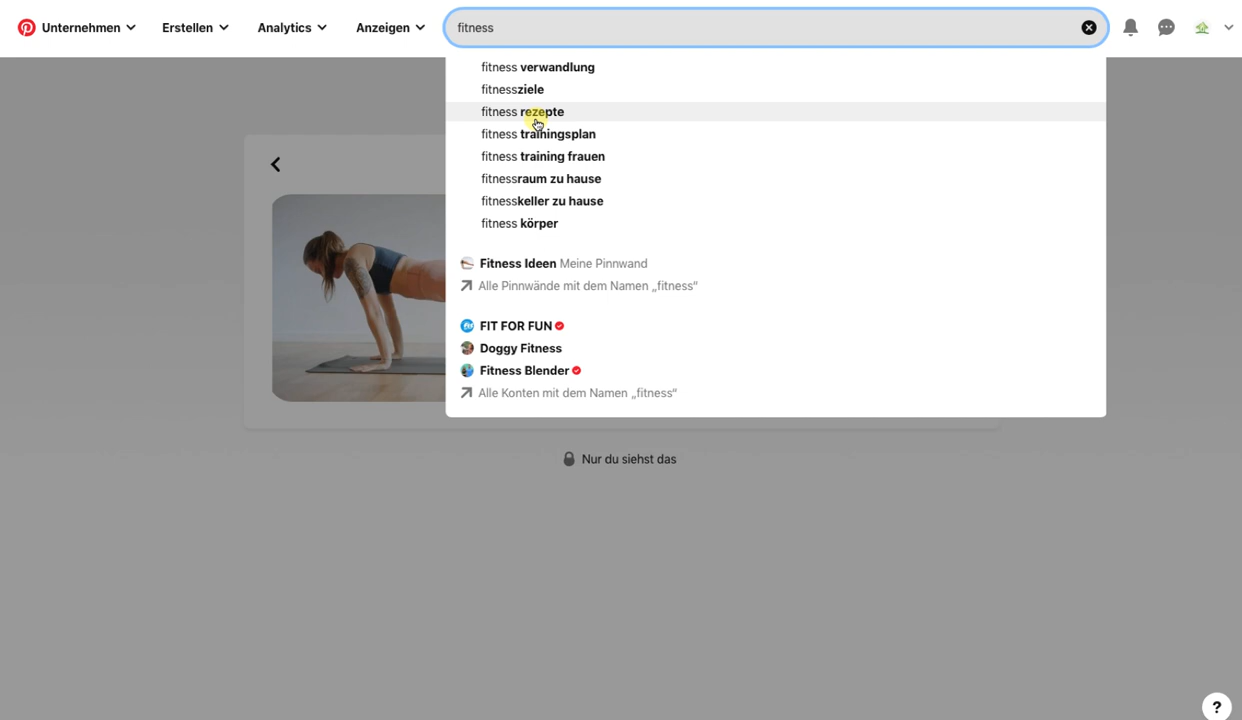 Unternehmen Erstellen Analytics Anzeigen fitness
fitness verwandlung
fitnessziele
fitness rezepte
fitness trainingsplan
fitness training frauen
fitnessraum zu hause
fitnesskeller zu hause
fitness körper
Fitness Ideen Meine Pinnwand
Alle Pinnwände mit dem Namen „fitness"
FIT FOR FUN
Doggy Fitness
Fitness Blender
Alle Konten mit dem Namen „fitness"
Nur du siehst das
?